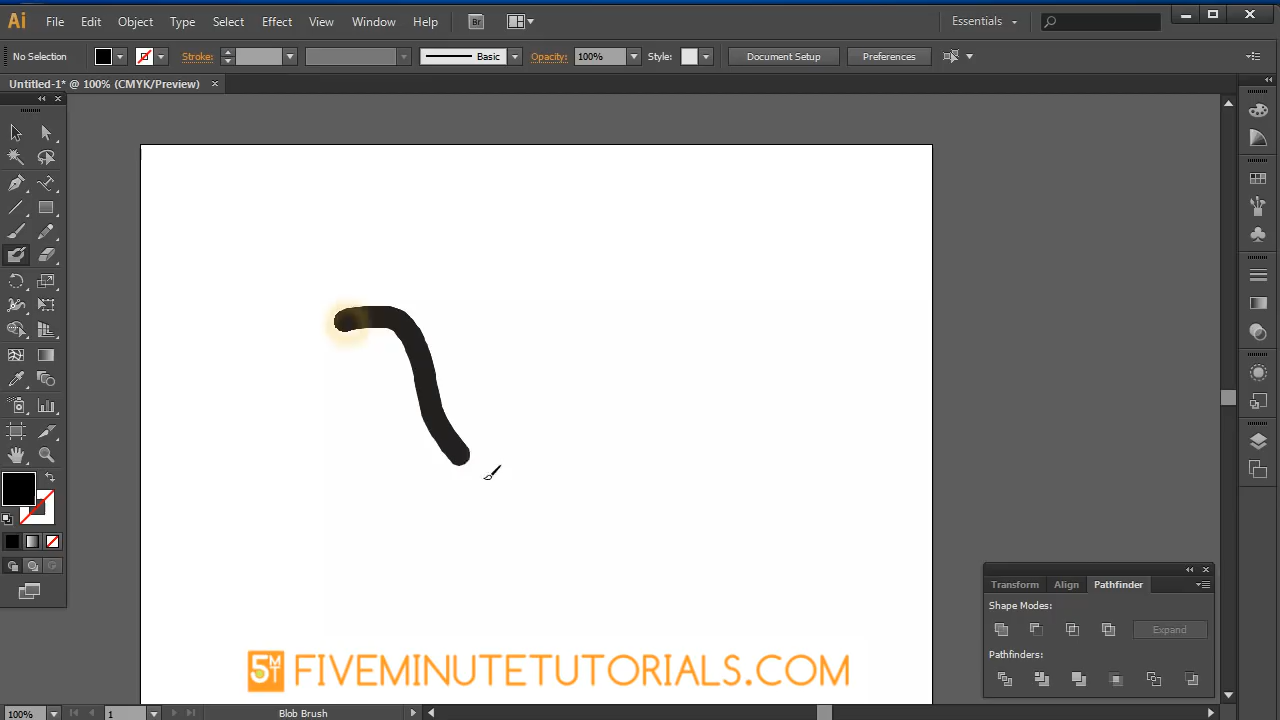 Ai File Edit Object Type Select Effect View Window Help Br Essentials
No Selection Stroke: Basic Opacity: 100% Style: Document Setup Preferences
Untitled-1* @ 100% (CMYK/Preview)
Transform Align Pathfinder
Shape Modes:
Expand
Pathfinders:
5MT FIVEMINUTETUTORIALS.COM
100% 1 Blob Brush